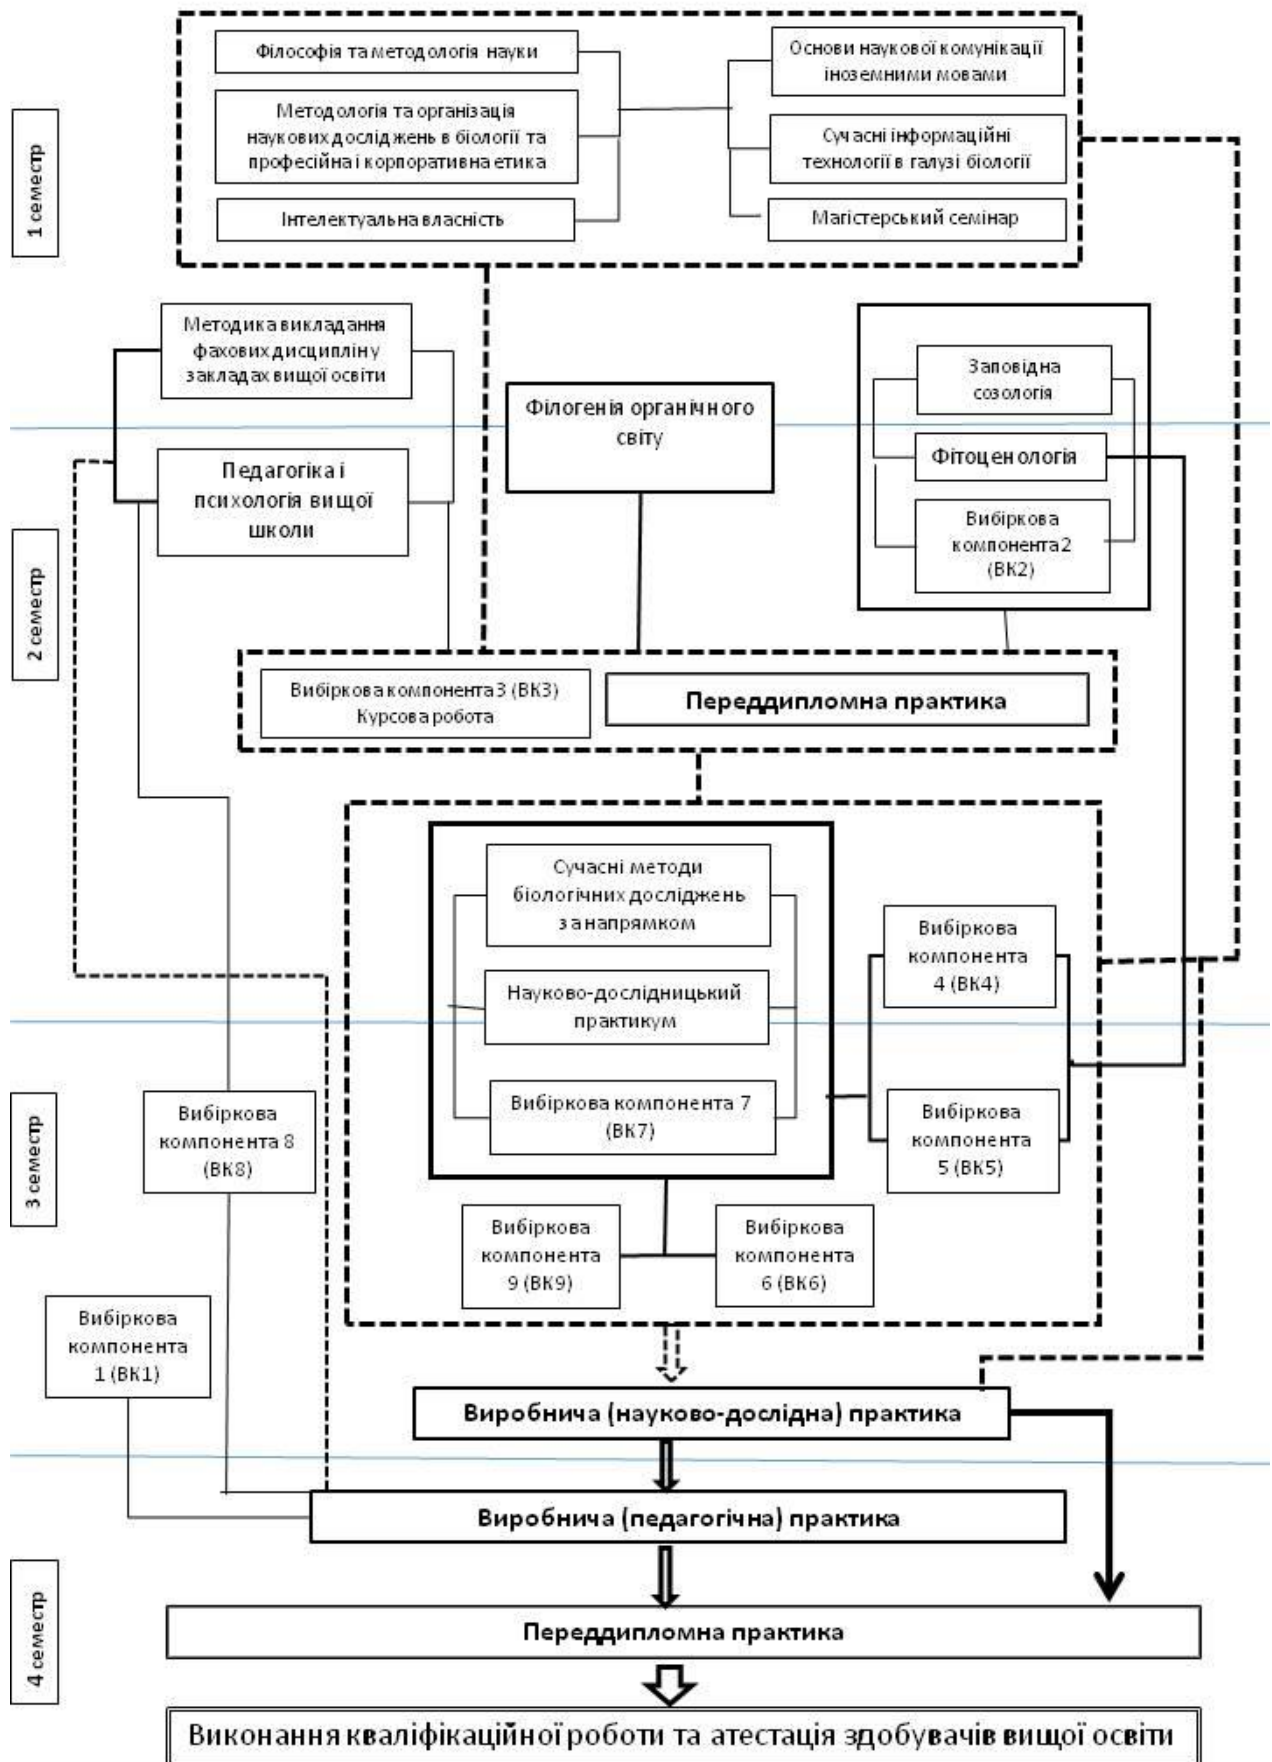 1 семестр
Філософія та методологія науки
Методологія та організація
наукових досліджень в біології та
професійна і корпоративна етика
Інтелектуальна власність
Основи наукової комунікації
іноземними мовами
Сучасні інформаційні
технології в галузі біології
Магістерський семінар
Методика викладання
фахових дисциплін у
закладах вищої освіти
Філогенія органічного
світу
Заповідна
созологія
Фітоценологія
Вибіркова
компонента 2
(ВК2)
2 семестр
Педагогіка і
психологія вищої
школи
Вибіркова компонента 3 (ВК3)
Курсова робота
Переддипломна практика
Сучасні методи
біологічних досліджень
за напрямком
Науково-дослідницький
практикум
Вибіркова компонента 7
(ВК7)
Вибіркова
компонента
4 (ВК4)
Вибіркова
компонента
5 (ВК5)
3 семестр
Вибіркова
компонента 8
(ВК8)
Вибіркова
компонента
9 (ВК9)
Вибіркова
компонента
6 (ВК6)
Вибіркова
компонента
1 (ВК1)
Виробнича (науково-дослідна) практика
Виробнича (педагогічна) практика
4 семестр
Переддипломна практика
Виконання кваліфікаційної роботи та атестація здобувачів вищої освіти